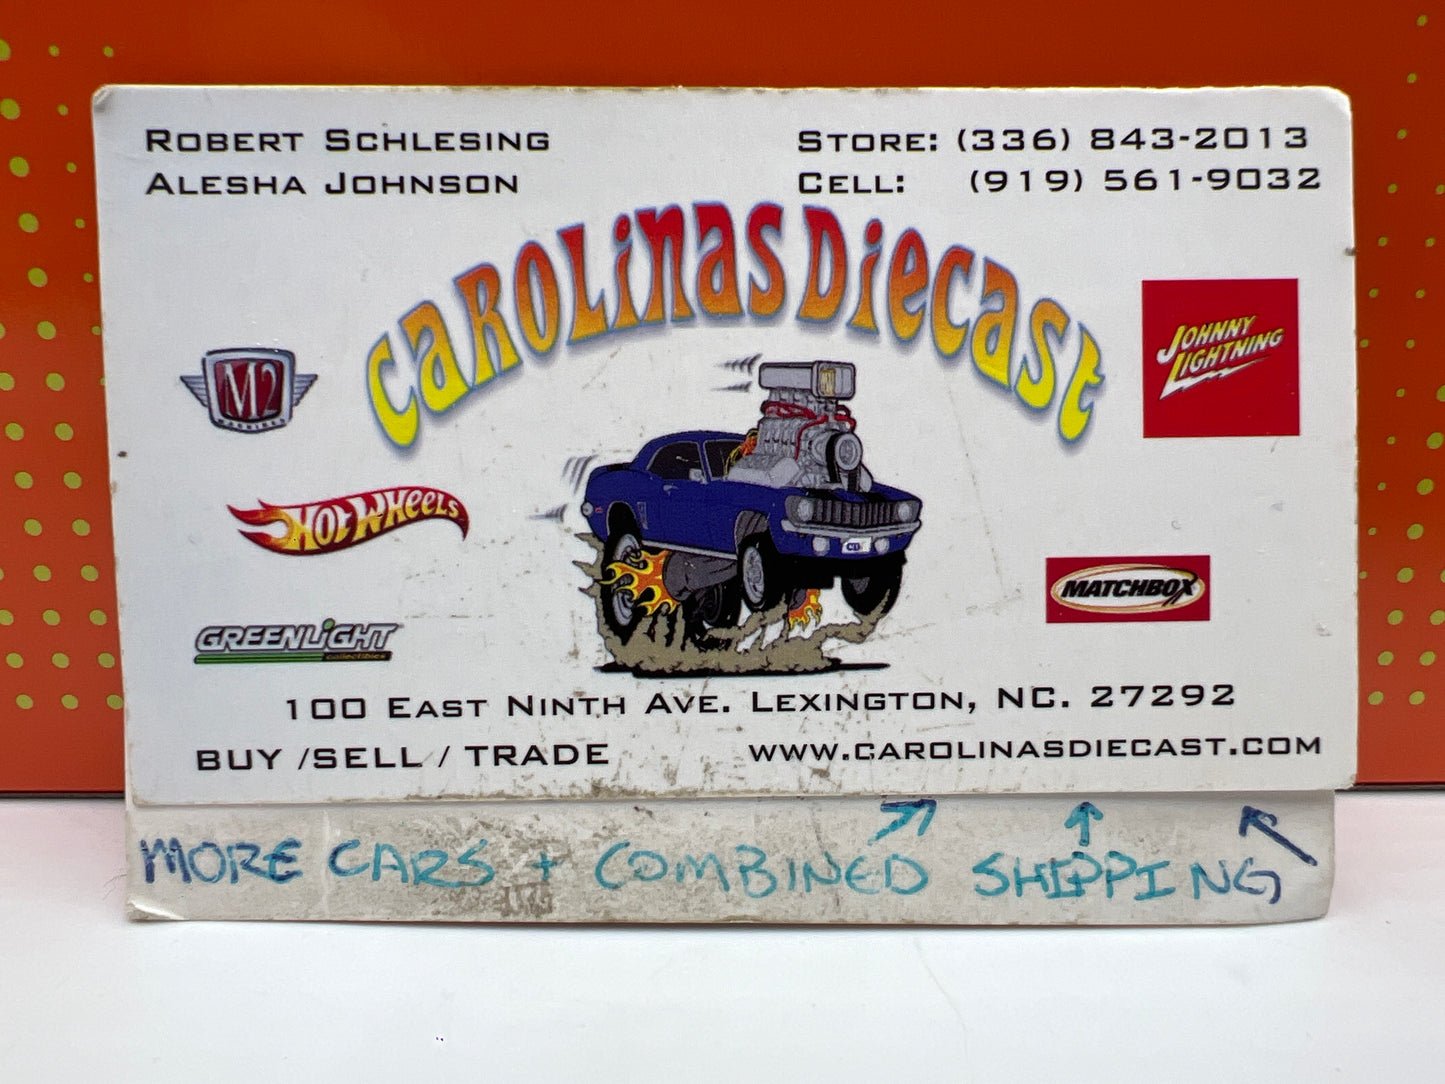 ROBERT SCHLESING
ALESHA JOHNSON
STORE: (336) 843-2013
CELL: (919) 561-9032
CAROLINAS DIECAST
M2
MACHINES
JOHNNY
LIGHTNING
HOT WHEELS
MATCHBOX
GREENLIGHT
collectibles
100 EAST NINTH AVE. LEXINGTON, NC. 27292
BUY /SELL / TRADE
WWW.CAROLINASDIECAST.COM
MORE CARS + COMBINED SHIPPING